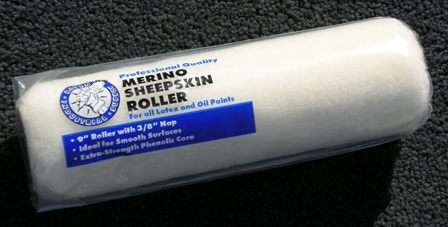 Professional Quality
MERINO
SHEEPSKIN
ROLLER
For all Latex and Oil Paints
• 9" Roller with 3/8" Nap
• Ideal for Smooth Surfaces
• Extra-Strength Phenolic Core